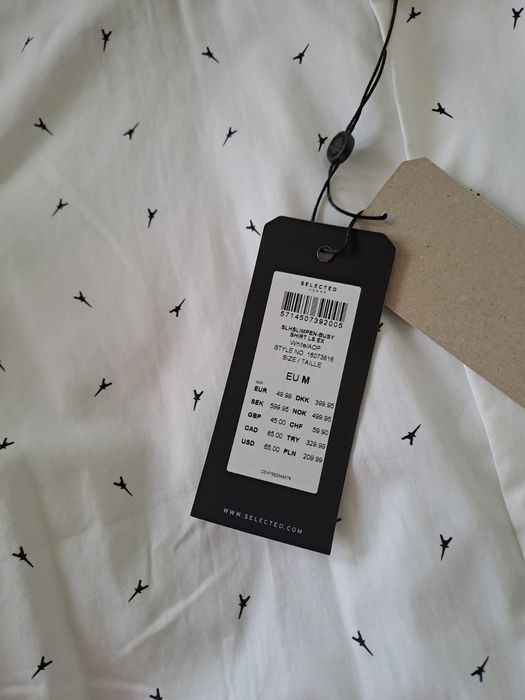 SELECTED
HOMME
5714507392005
SLHSLIMPEN-BUSY
SHIRT LS EX
White/AOP
STYLE NO. 16073816
SIZE / TAILLE
EU M
EUR 49.99 DKK 399.95
SEK 599.95 NOK 499.95
GBP 45.00 CHF 59.90
CAD 85.00 TRY 329.99
USD 65.00 PLN 209.99
WWW.SELECTED.COM